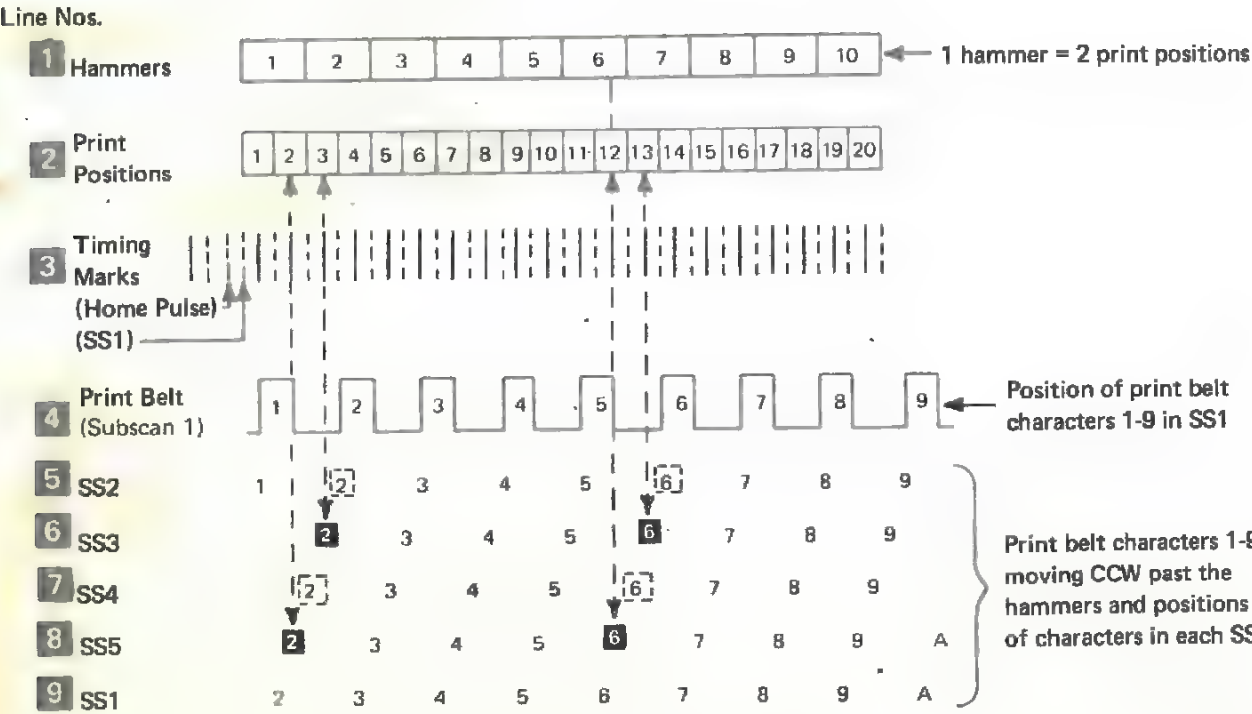 Line Nos.
1 Hammers
1 2 3 4 5 6 7 8 9 10
1 hammer = 2 print positions
2 Print Positions
1 2 3 4 5 6 7 8 9 10 11 12 13 14 15 16 17 18 19 20
3 Timing
Marks
(Home Pulse)
(SS1)
4 Print Belt
(Subscan 1)
1 2 3 4 5 6 7 8 9
Position of print belt
characters 1-9 in SS1
5 SS2 1 2 3 4 5 6 7 8 9
6 SS3 2 3 4 5 6 7 8 9
7 SS4 2 3 4 5 6 7 8 9
8 SS5 2 3 4 5 6 7 8 9 A
9 SS1 2 3 4 5 6 7 8 9 A
Print belt characters 1-9
moving CCW past the
hammers and positions
of characters in each SS